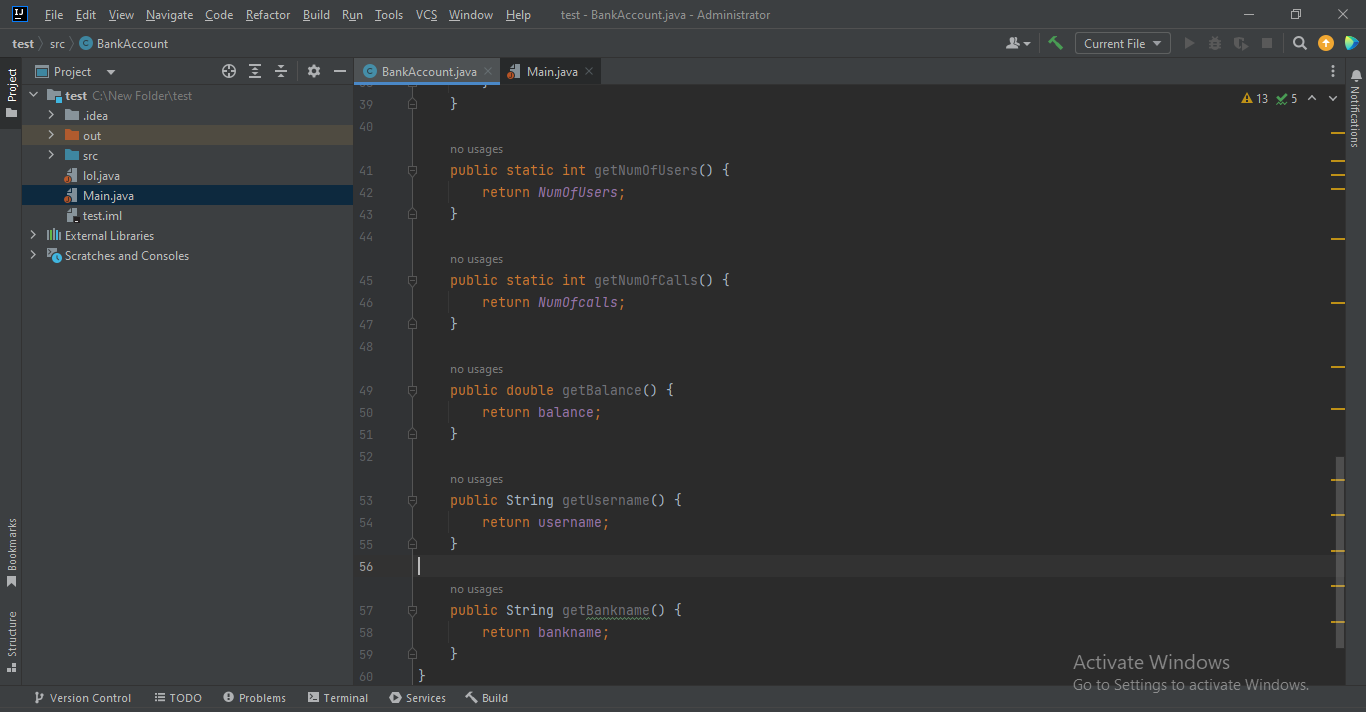 File Edit View Navigate Code Refactor Build Run Tools VCS Window Help test - BankAccount.java - Administrator
test src BankAccount Current File
Project BankAccount.java Main.java
test C:\New Folder\test
.idea
out
src
lol.java
Main.java
test.iml
External Libraries
Scratches and Consoles
Project
Bookmarks
Structure
13 5
Notifications
39 }
40
no usages
41 public static int getNumOfUsers() {
42 return NumOfUsers;
43 }
44
no usages
45 public static int getNumOfCalls() {
46 return NumOfcalls;
47 }
48
no usages
49 public double getBalance() {
50 return balance;
51 }
52
no usages
53 public String getUsername() {
54 return username;
55 }
56
no usages
57 public String getBankname() {
58 return bankname;
59 }
60 }
Activate Windows
Go to Settings to activate Windows.
Version Control TODO Problems Terminal Services Build